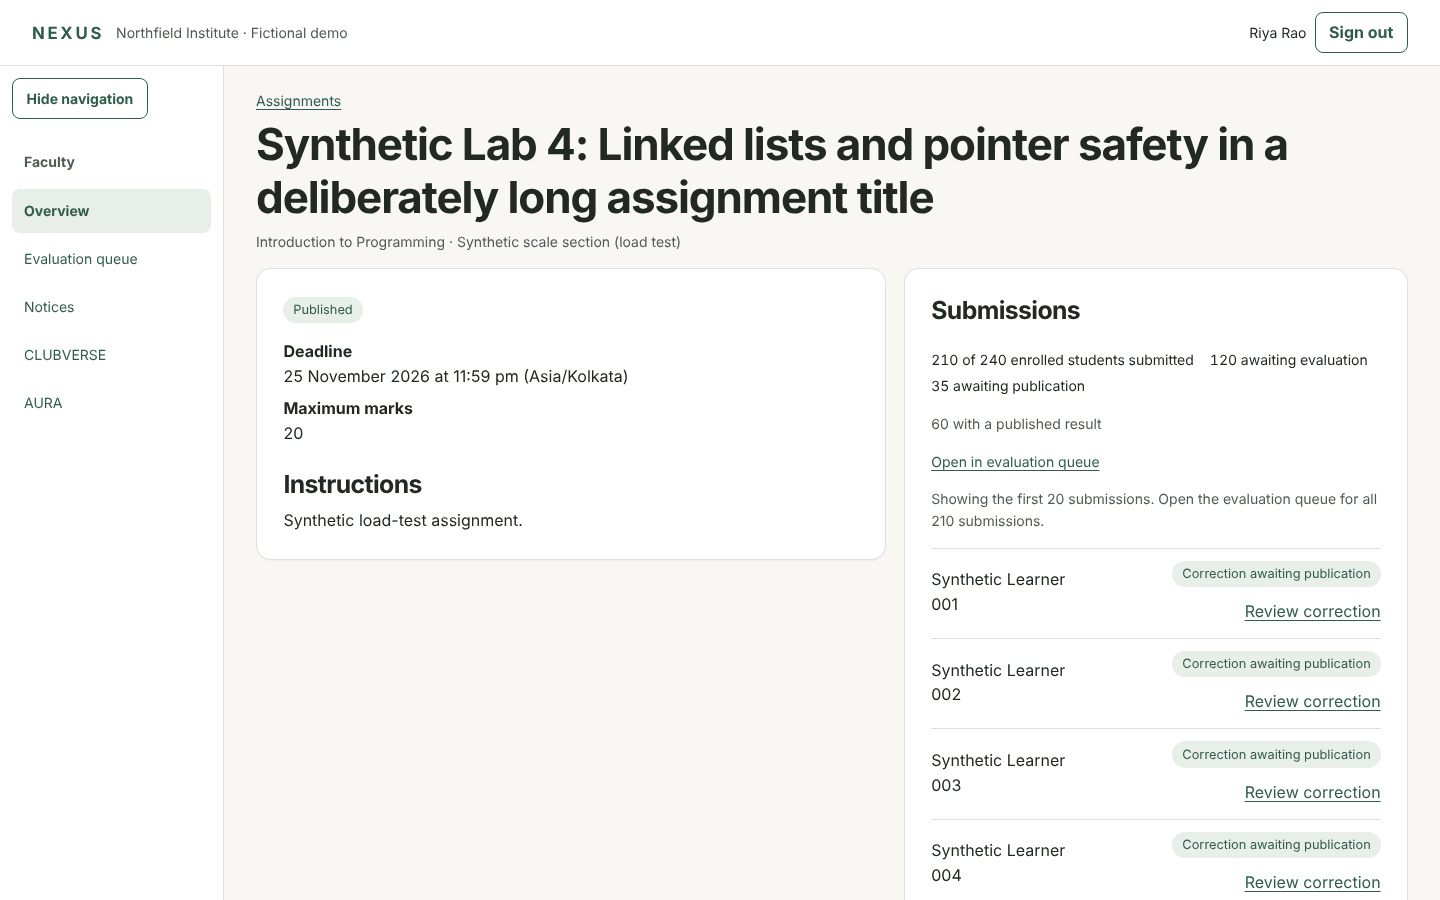 NEXUS Northfield Institute · Fictional demo
Riya Rao Sign out
Hide navigation
Faculty
Overview
Evaluation queue
Notices
CLUBVERSE
AURA
Assignments
Synthetic Lab 4: Linked lists and pointer safety in a
deliberately long assignment title
Introduction to Programming · Synthetic scale section (load test)
Published
Deadline
25 November 2026 at 11:59 pm (Asia/Kolkata)
Maximum marks
20
Instructions
Synthetic load-test assignment.
Submissions
210 of 240 enrolled students submitted 120 awaiting evaluation
35 awaiting publication
60 with a published result
Open in evaluation queue
Showing the first 20 submissions. Open the evaluation queue for all
210 submissions.
Synthetic Learner
001
Correction awaiting publication
Review correction
Synthetic Learner
002
Correction awaiting publication
Review correction
Synthetic Learner
003
Correction awaiting publication
Review correction
Synthetic Learner
004
Correction awaiting publication
Review correction